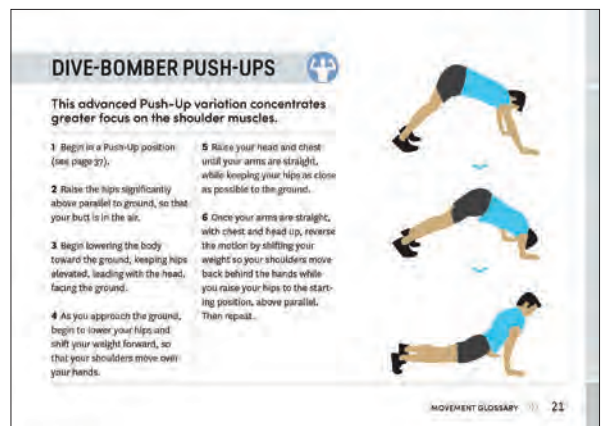 DIVE-BOMBER PUSH-UPS
This advanced Push-Up variation concentrates
greater focus on the shoulder muscles.
1 Begin in a Push-Up position
(see page 37).
2 Raise the hips significantly
above parallel to ground, so that
your butt is in the air.
3 Begin lowering the body
toward the ground, keeping hips
elevated, leading with the head,
facing the ground.
4 As you approach the ground,
begin to lower your hips and
shift your weight forward, so
that your shoulders move over
your hands.
5 Raise your head and chest
until your arms are straight,
while keeping your hips as close
as possible to the ground.
6 Once your arms are straight,
with chest and head up, reverse
the motion by shifting your
weight so your shoulders move
back behind the hands while
you raise your hips to the start-
ing position, above parallel.
Then repeat.
MOVEMENT GLOSSARY 21